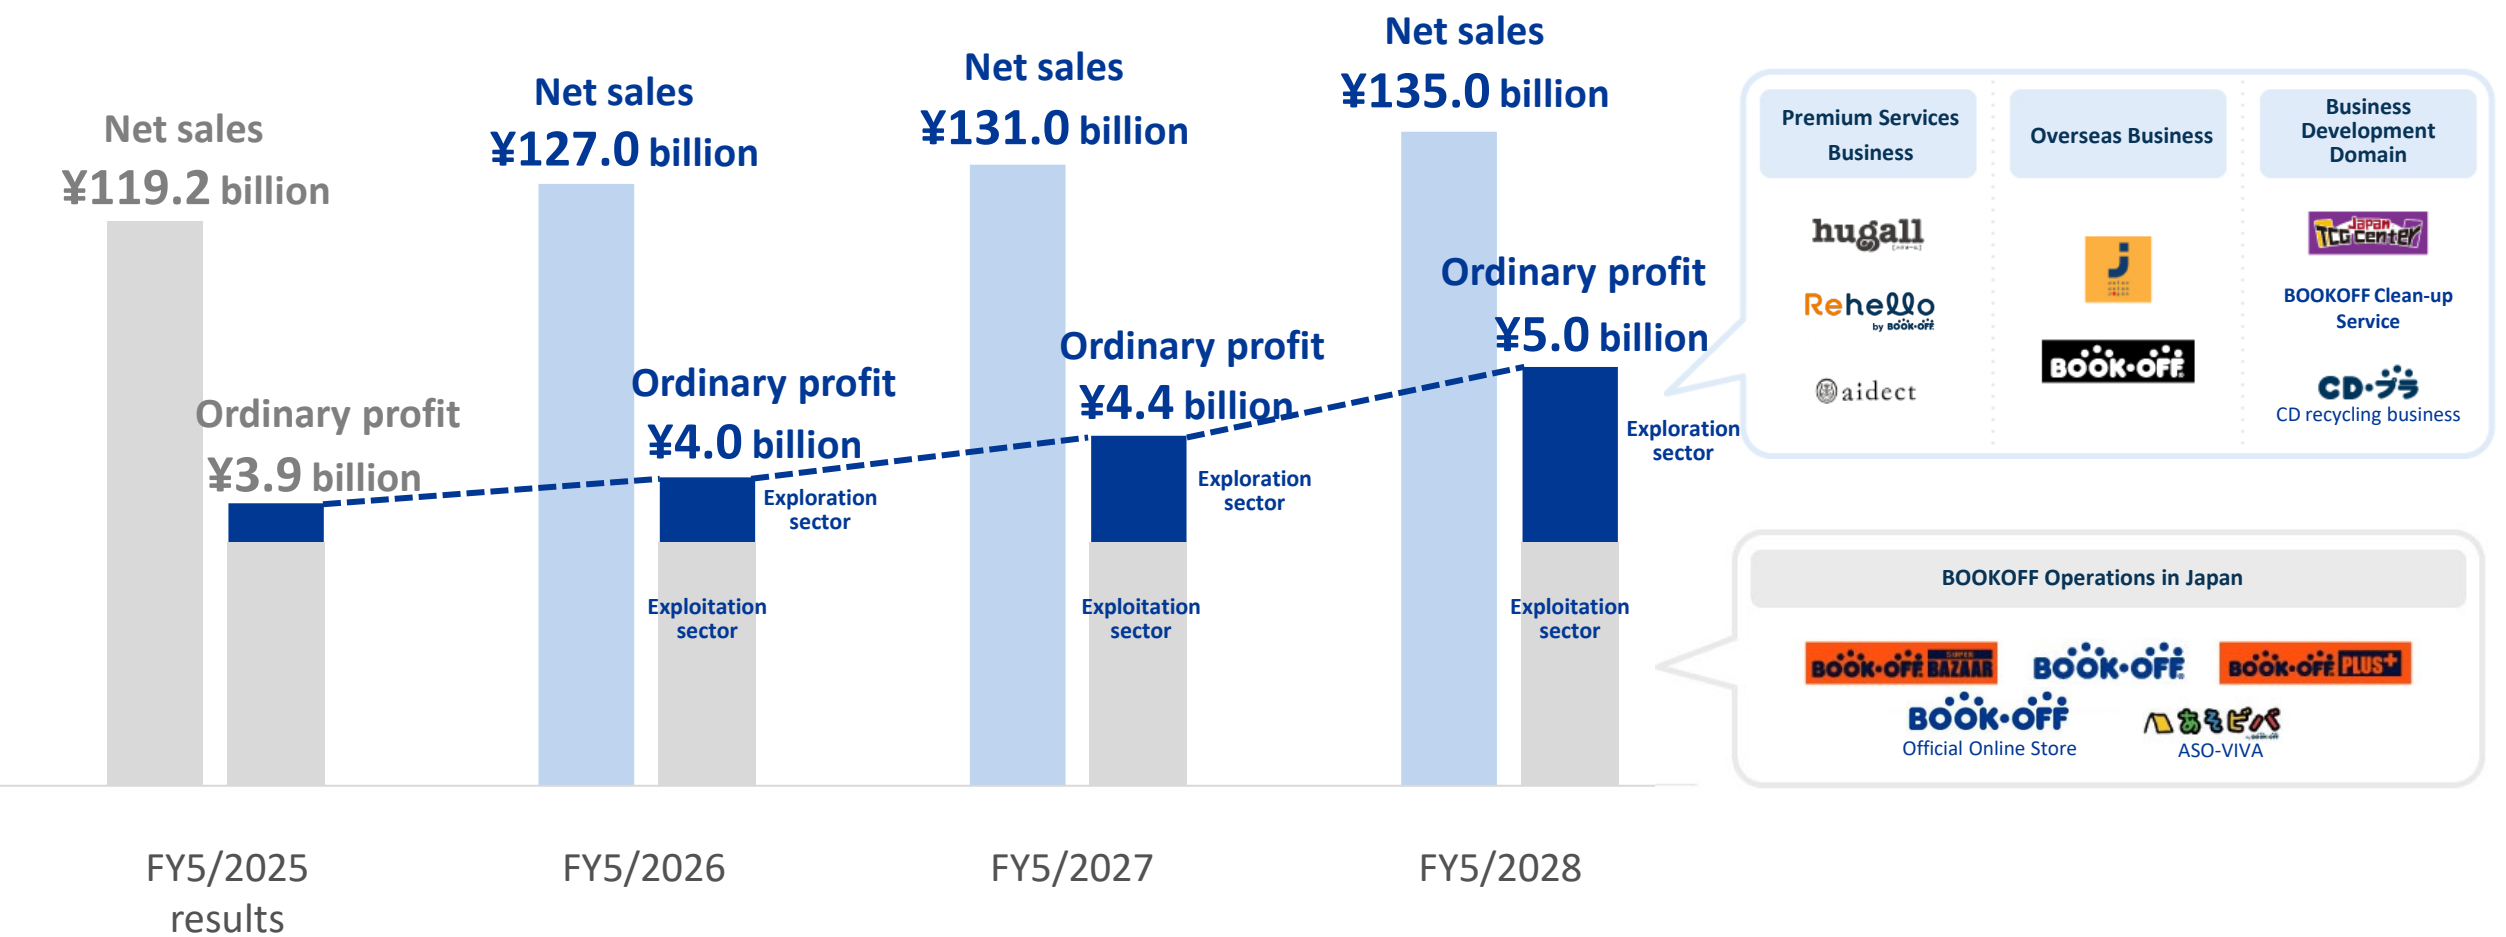 Net sales
¥119.2 billion
Ordinary profit
¥3.9 billion
Net sales
¥127.0 billion
Ordinary profit
¥4.0 billion
Exploration
sector
Exploitation
sector
Net sales
¥131.0 billion
Ordinary profit
¥4.4 billion
Exploration
sector
Exploitation
sector
Net sales
¥135.0 billion
Ordinary profit
¥5.0 billion
Exploration
sector
Exploitation
sector
FY5/2025
results
FY5/2026
FY5/2027
FY5/2028
Premium Services
Business
hugall
Rehello
by BOOK•OFF
aidect
Overseas Business
J
BOOK•OFF
Business
Development
Domain
Japan
TCG Center
BOOKOFF Clean-up
Service
CD•プラ
CD recycling business
BOOKOFF Operations in Japan
BOOK•OFF SUPER BAZAAR
BOOK•OFF
BOOK•OFF PLUS+
BOOK•OFF
Official Online Store
あそビバ
ASO-VIVA